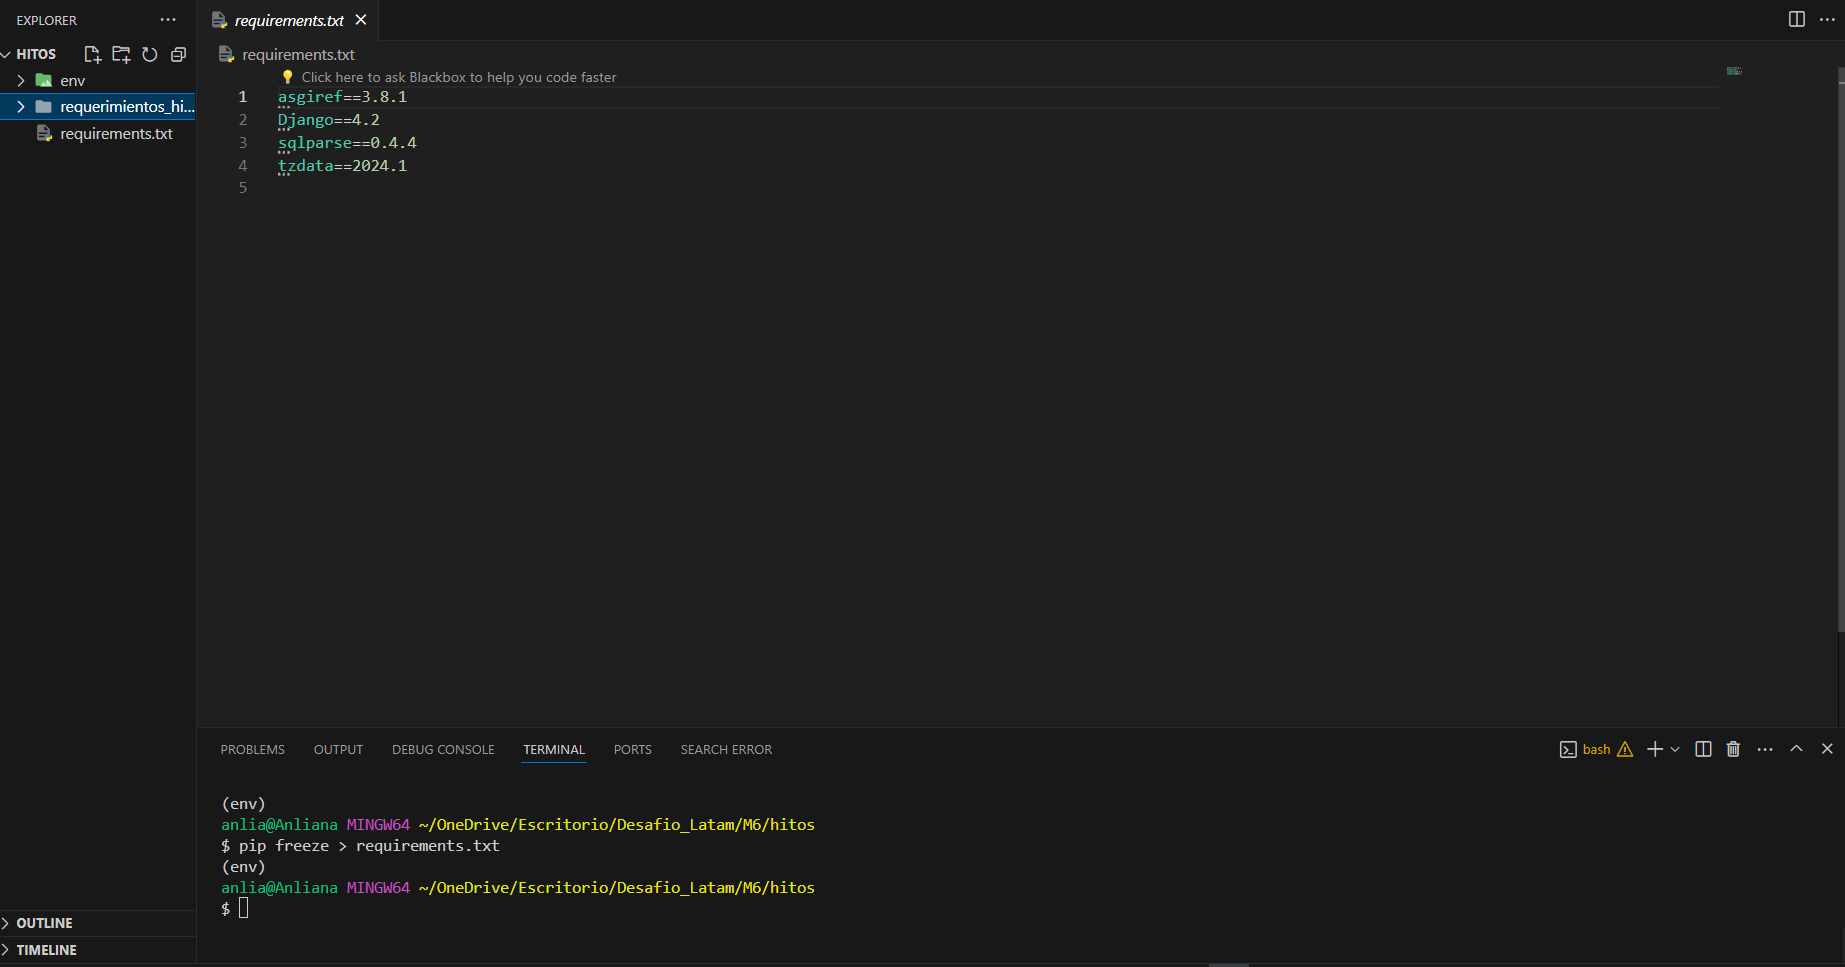 EXPLORER
HITOS
env
requerimientos_hi...
requirements.txt
OUTLINE
TIMELINE
requirements.txt
requirements.txt
Click here to ask Blackbox to help you code faster
1 asgiref==3.8.1
2 Django==4.2
3 sqlparse==0.4.4
4 tzdata==2024.1
5
PROBLEMS OUTPUT DEBUG CONSOLE TERMINAL PORTS SEARCH ERROR
bash
(env)
anlia@Anliana MINGW64 ~/OneDrive/Escritorio/Desafio_Latam/M6/hitos
$ pip freeze > requirements.txt
(env)
anlia@Anliana MINGW64 ~/OneDrive/Escritorio/Desafio_Latam/M6/hitos
$